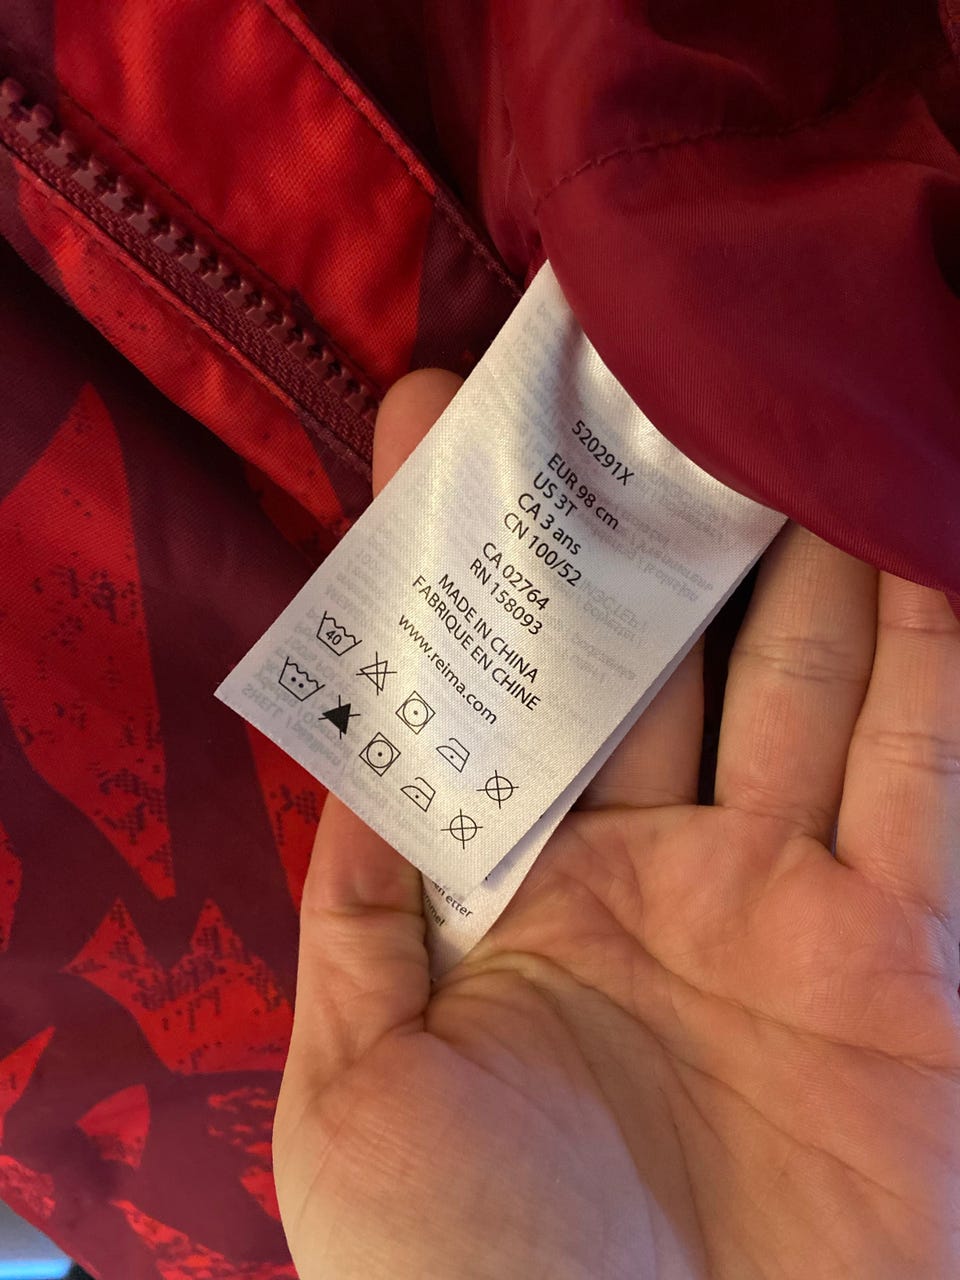 520291X
EUR 98 cm
US 3T
CA 3 ans
CN 100/52
CA 02764
RN 158093
MADE IN CHINA
FABRIQUE EN CHINE
www.reima.com
40
etter